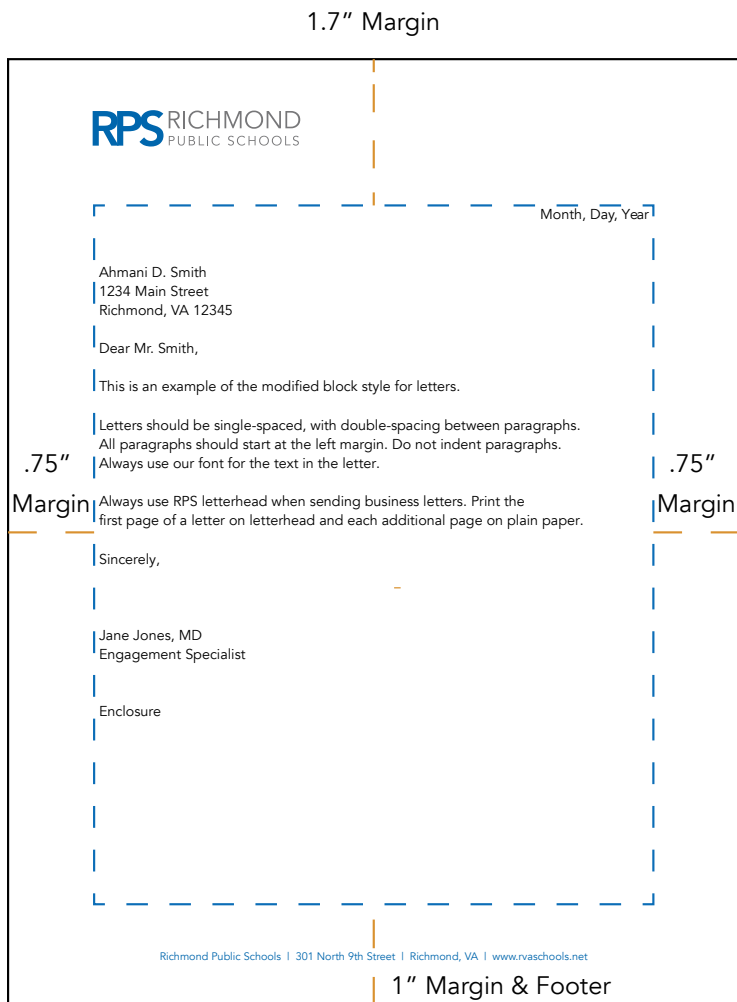 1.7” Margin
RPS RICHMOND
PUBLIC SCHOOLS
Month, Day, Year
Ahmani D. Smith
1234 Main Street
Richmond, VA 12345
Dear Mr. Smith,
This is an example of the modified block style for letters.
Letters should be single-spaced, with double-spacing between paragraphs.
All paragraphs should start at the left margin. Do not indent paragraphs.
Always use our font for the text in the letter.
.75”
Margin
.75”
Margin
Always use RPS letterhead when sending business letters. Print the
first page of a letter on letterhead and each additional page on plain paper.
Sincerely,
Jane Jones, MD
Engagement Specialist
Enclosure
Richmond Public Schools | 301 North 9th Street | Richmond, VA | www.rvaschools.net
1” Margin & Footer